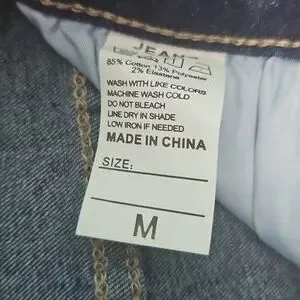 JEAN
85% Cotton 13% Polyester
2% Elastane
WASH WITH LIKE COLORS
MACHINE WASH COLD
DO NOT BLEACH
LINE DRY IN SHADE
LOW IRON IF NEEDED
MADE IN CHINA
SIZE:
M